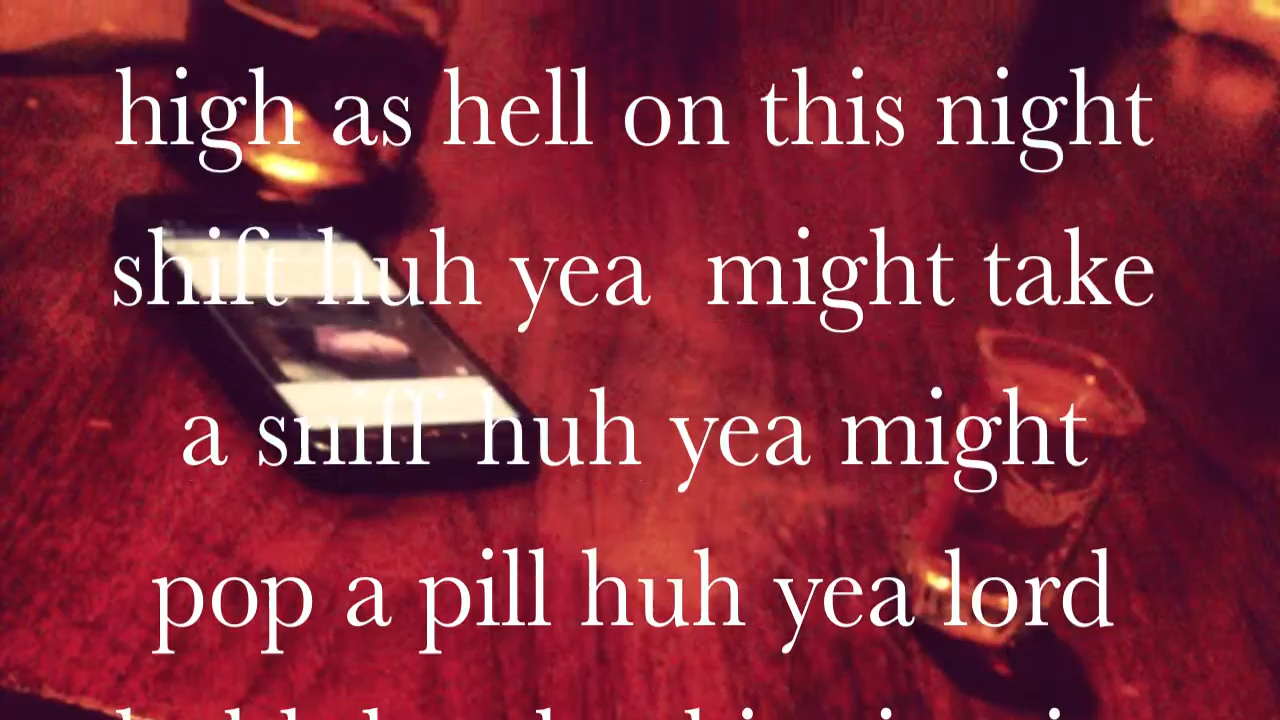 high as hell on this night
shift huh yea might take
a sniff huh yea might
pop a pill huh yea lord